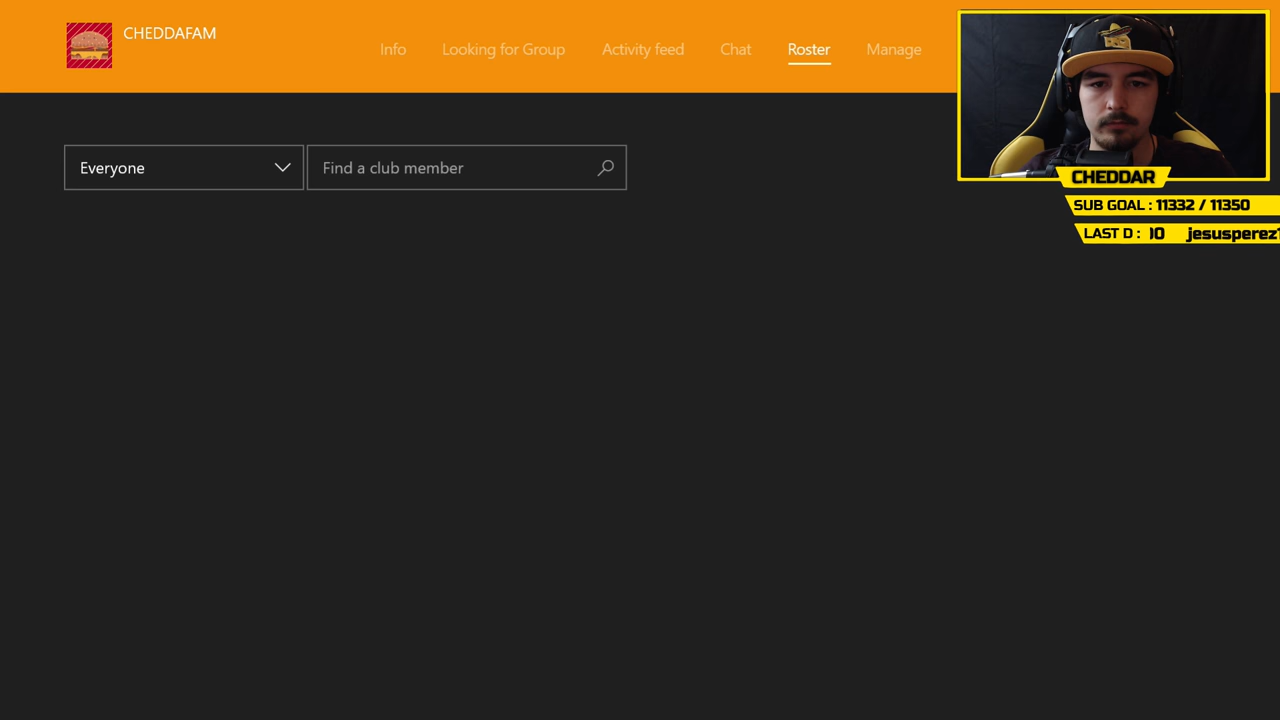 CHEDDAFAM
Info Looking for Group Activity feed Chat Roster Manage
Everyone
Find a club member
CHEDDAR
SUB GOAL : 11332 / 11350
LAST D : jesusperez